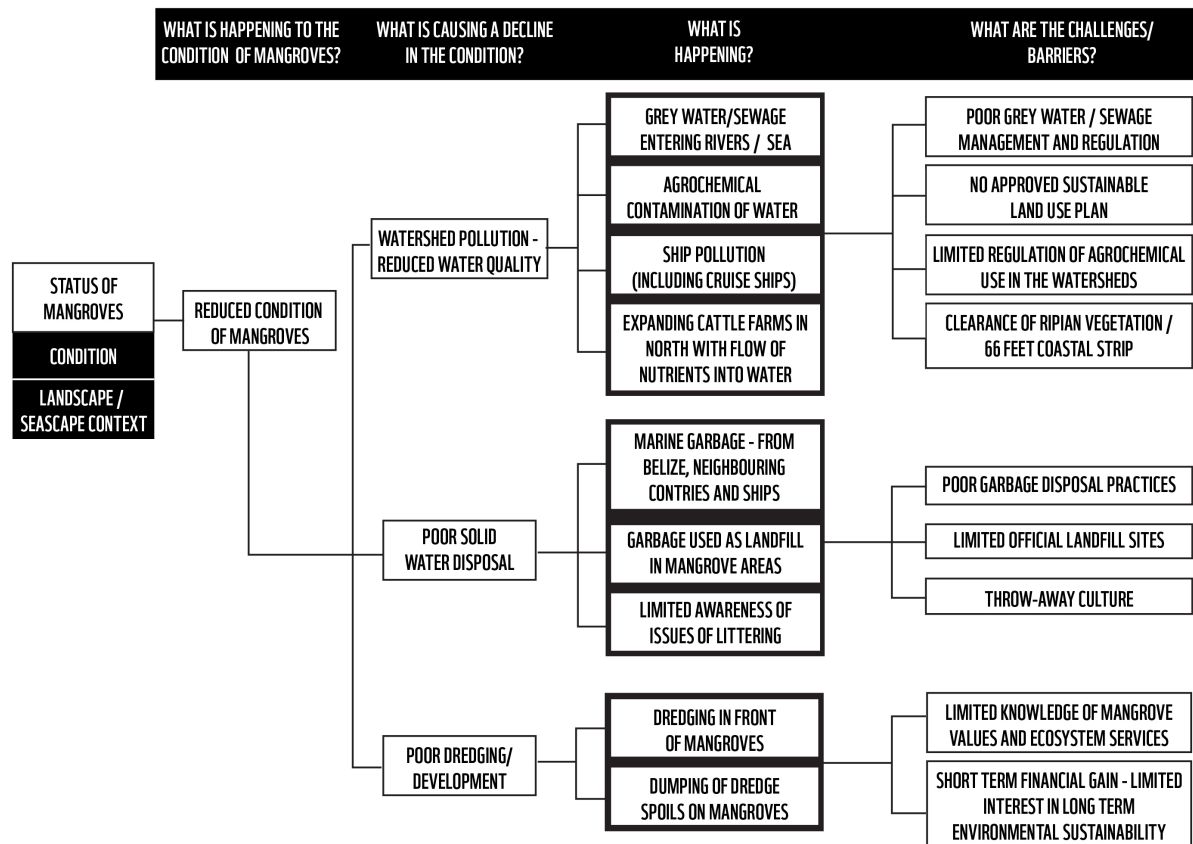 WHAT IS HAPPENING TO THE
CONDITION OF MANGROVES?
WHAT IS CAUSING A DECLINE
IN THE CONDITION?
WHAT IS
HAPPENING?
WHAT ARE THE CHALLENGES/
BARRIERS?
STATUS OF
MANGROVES
CONDITION
LANDSCAPE /
SEASCAPE CONTEXT
REDUCED CONDITION
OF MANGROVES
WATERSHED POLLUTION -
REDUCED WATER QUALITY
GREY WATER/SEWAGE
ENTERING RIVERS / SEA
AGROCHEMICAL
CONTAMINATION OF WATER
SHIP POLLUTION
(INCLUDING CRUISE SHIPS)
EXPANDING CATTLE FARMS IN
NORTH WITH FLOW OF
NUTRIENTS INTO WATER
POOR GREY WATER / SEWAGE
MANAGEMENT AND REGULATION
NO APPROVED SUSTAINABLE
LAND USE PLAN
LIMITED REGULATION OF AGROCHEMICAL
USE IN THE WATERSHEDS
CLEARANCE OF RIPIAN VEGETATION /
66 FEET COASTAL STRIP
POOR SOLID
WATER DISPOSAL
MARINE GARBAGE - FROM
BELIZE, NEIGHBOURING
CONTRIES AND SHIPS
GARBAGE USED AS LANDFILL
IN MANGROVE AREAS
LIMITED AWARENESS OF
ISSUES OF LITTERING
POOR GARBAGE DISPOSAL PRACTICES
LIMITED OFFICIAL LANDFILL SITES
THROW-AWAY CULTURE
POOR DREDGING/
DEVELOPMENT
DREDGING IN FRONT
OF MANGROVES
DUMPING OF DREDGE
SPOILS ON MANGROVES
LIMITED KNOWLEDGE OF MANGROVE
VALUES AND ECOSYSTEM SERVICES
SHORT TERM FINANCIAL GAIN - LIMITED
INTEREST IN LONG TERM
ENVIRONMENTAL SUSTAINABILITY